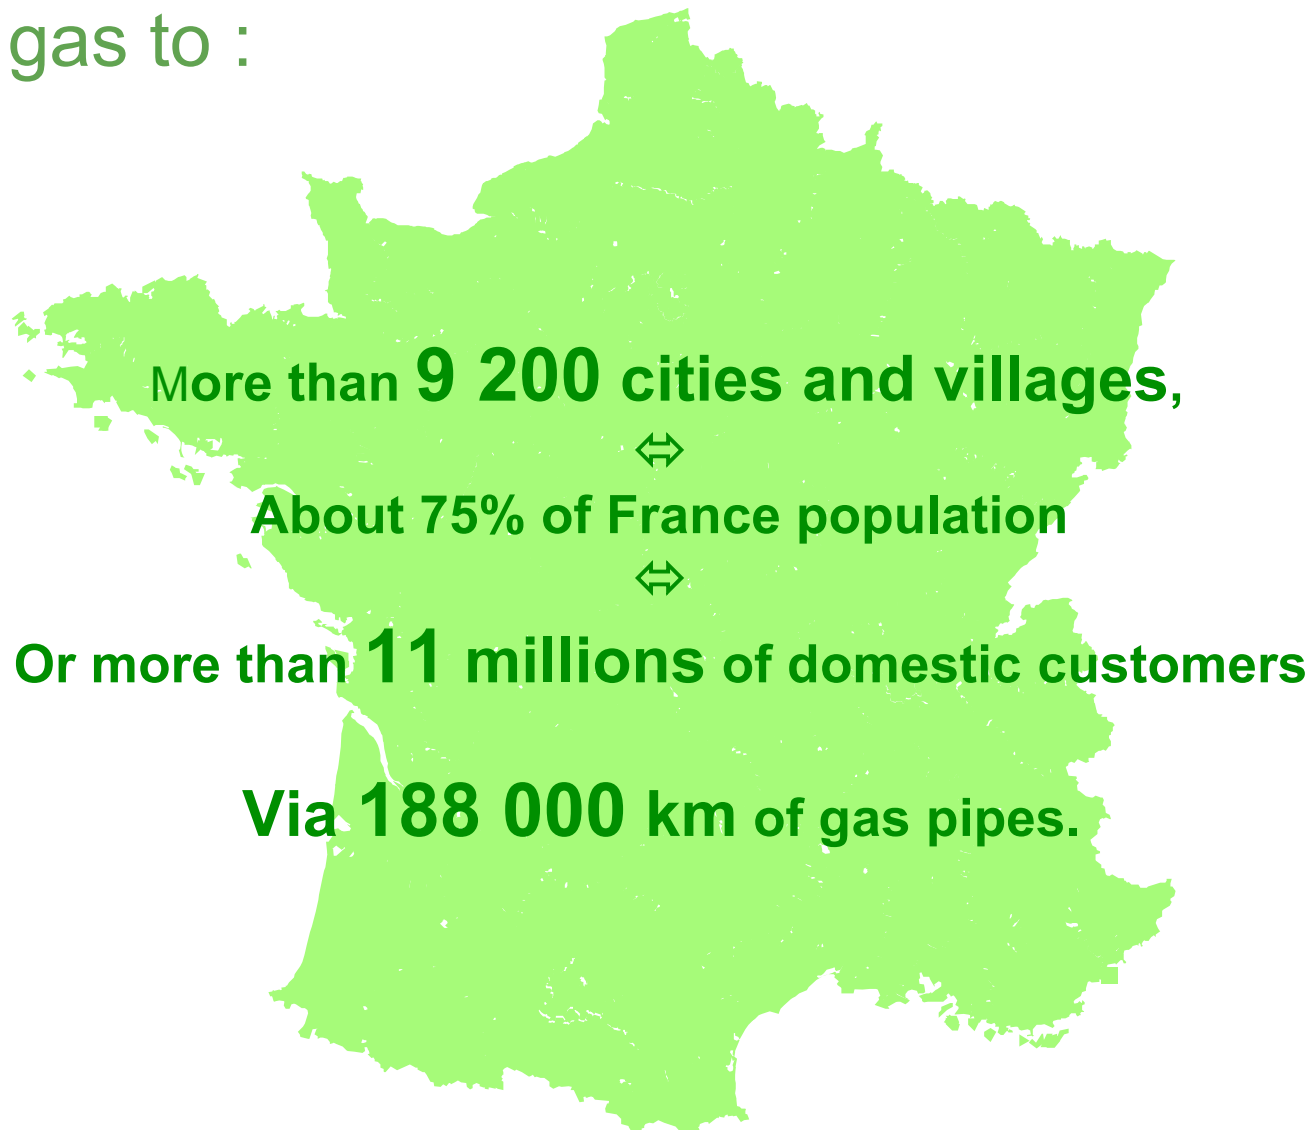 gas to :
More than 9 200 cities and villages,
⇔
About 75% of France population
⇔
Or more than 11 millions of domestic customers
Via 188 000 km of gas pipes.